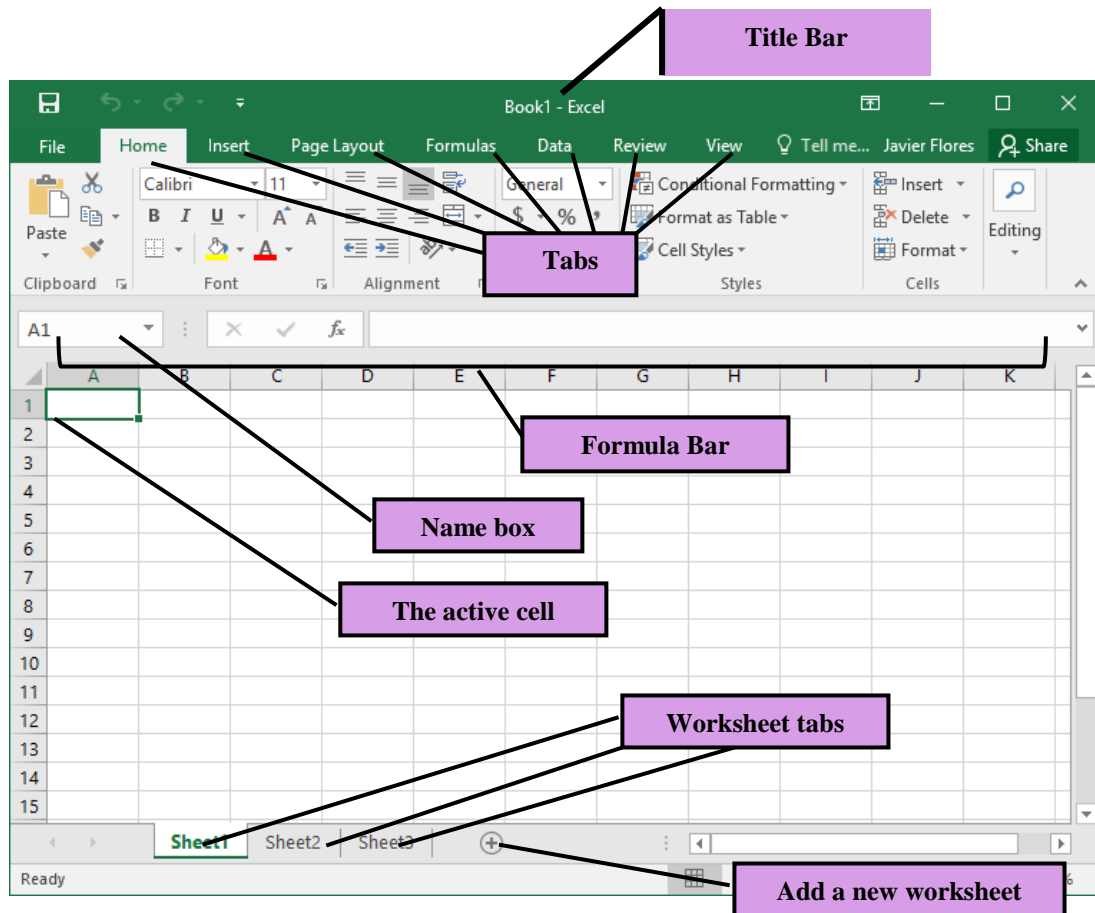 Title Bar
Book1 - Excel
File Home Insert Page Layout Formulas Data Review View Tell me... Javier Flores Share
Calibri 11 General Conditional Formatting Insert
B I U A A $ % , Format as Table Delete
Paste Editing
A Tabs Cell Styles Format
Clipboard Font Alignment Styles Cells
A1 fx
A B C D E F G H I J K
1
2
Formula Bar
3
4
5
Name box
6
7
8
The active cell
9
10
11
12
Worksheet tabs
13
14
15
Sheet1 Sheet2 Sheet3
Ready
Add a new worksheet